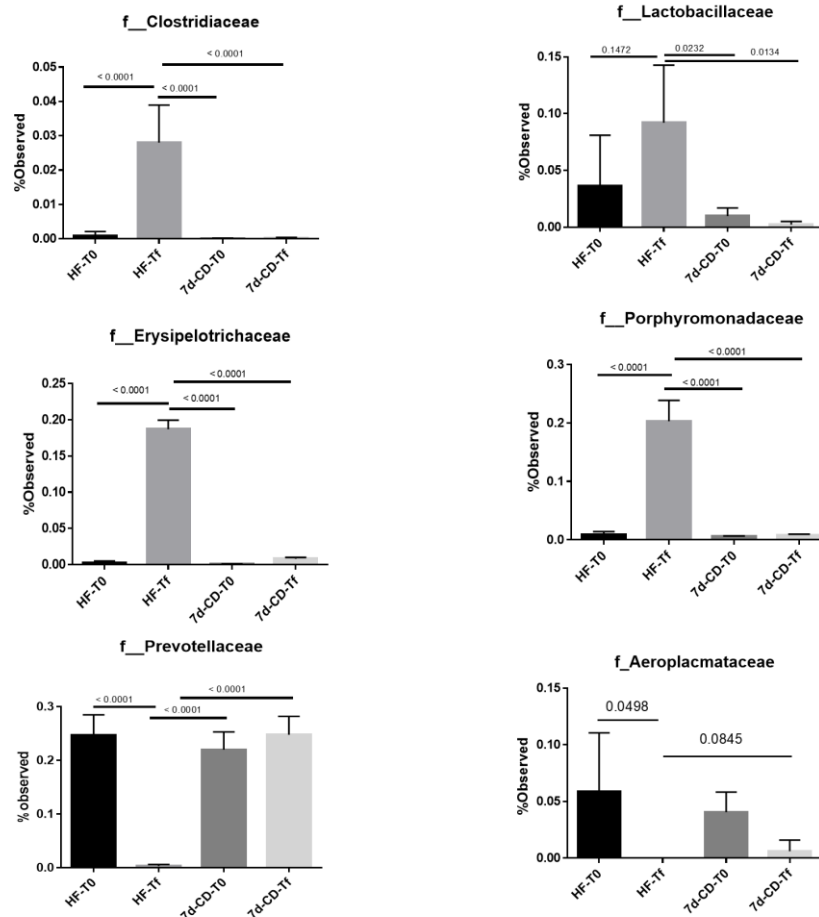 f__Clostridiaceae
< 0.0001
< 0.0001
< 0.0001
%Observed
0.05
0.04
0.03
0.02
0.01
0.00
HF-T0
HF-Tf
7d-CD-T0
7d-CD-Tf
f__Lactobacillaceae
0.1472
0.0232
0.0134
%Observed
0.15
0.10
0.05
0.00
HF-T0
HF-Tf
7d-CD-T0
7d-CD-Tf
f__Erysipelotrichaceae
< 0.0001
< 0.0001
< 0.0001
%Observed
0.25
0.20
0.15
0.10
0.05
0.00
HF-T0
HF-Tf
7d-CD-T0
7d-CD-Tf
f__Porphyromonadaceae
< 0.0001
< 0.0001
< 0.0001
%Observed
0.3
0.2
0.1
0.0
HF-T0
HF-Tf
7d-CD-T0
7d-CD-Tf
f__Prevotellaceae
< 0.0001
< 0.0001
< 0.0001
% observed
0.3
0.2
0.1
0.0
HF-T0
HF-Tf
7d-CD-T0
7d-CD-Tf
f_Aeroplacmataceae
0.0498
0.0845
%Observed
0.15
0.10
0.05
0.00
HF-T0
HF-Tf
7d-CD-T0
7d-CD-Tf